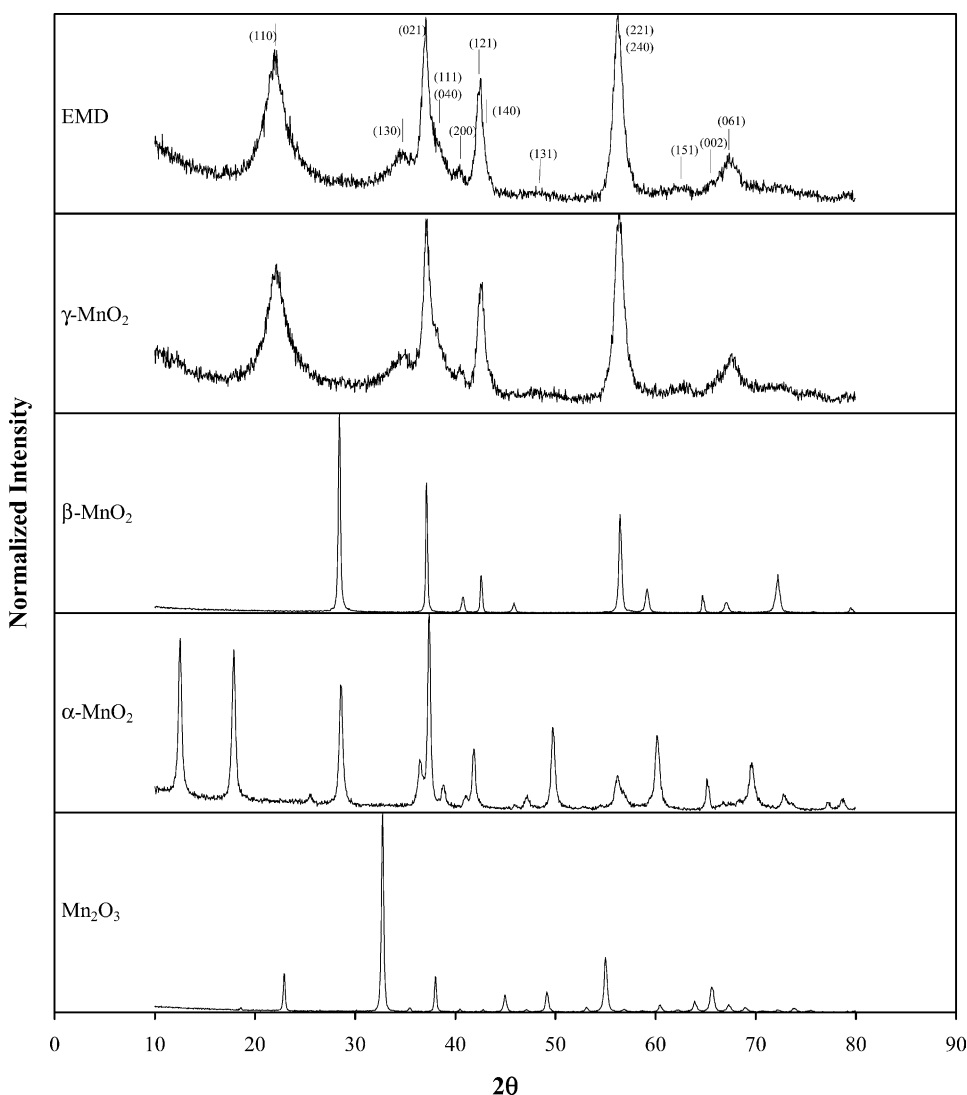 (110)
(021)
(221)
(240)
(121)
(111)
(040)
(140)
EMD
(130)
(200)
(061)
(002)
(151)
(131)
γ-MnO₂
β-MnO₂
α-MnO₂
Mn₂O₃
Normalized Intensity
0 10 20 30 40 50 60 70 80 90
2θ